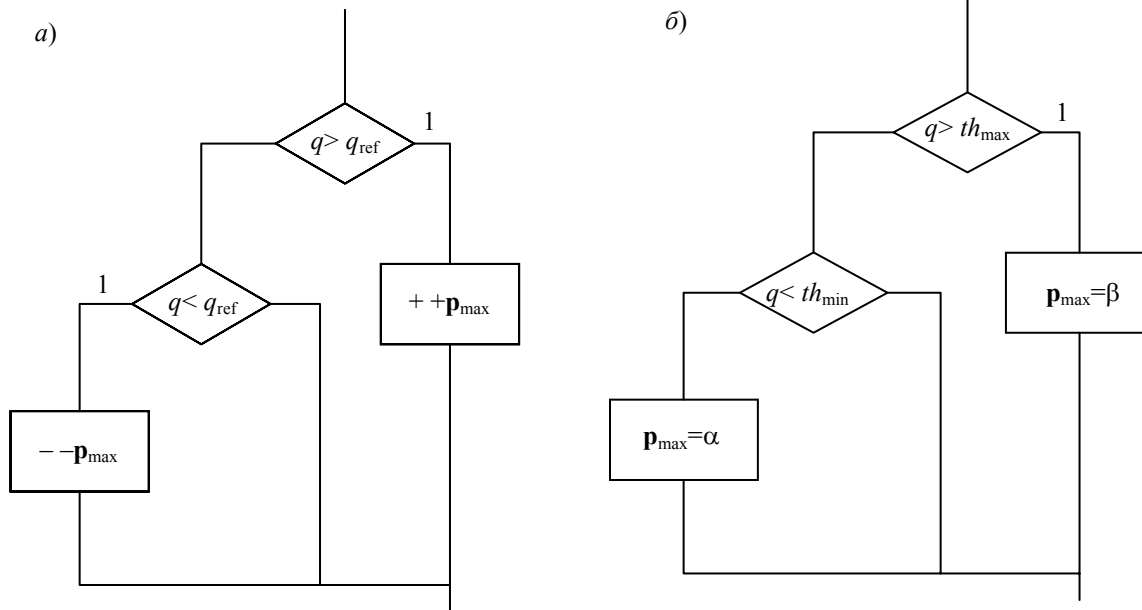 а)
1
q> q_ref
1
q< q_ref
+ +p_max
– –p_max
б)
1
q> th_max
q< th_min
p_max=β
p_max=α